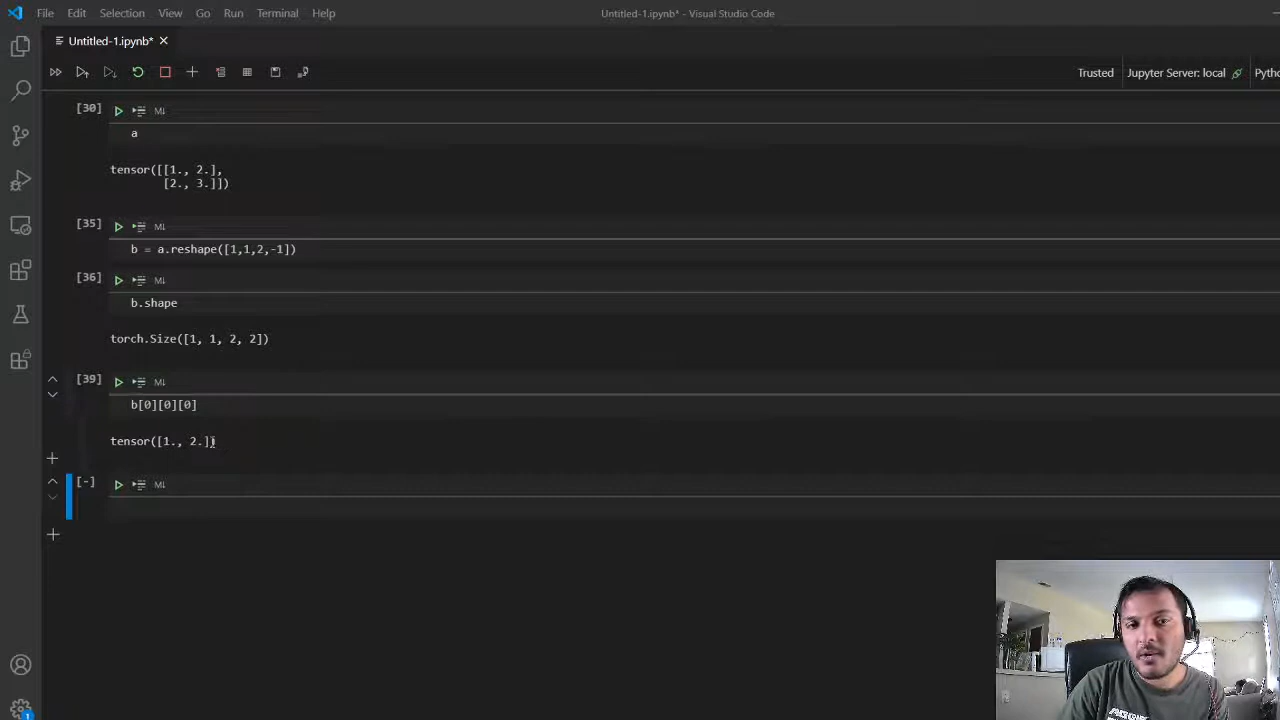 File Edit Selection View Go Run Terminal Help Untitled-1.ipynb* - Visual Studio Code
Untitled-1.ipynb*
Trusted Jupyter Server: local
[30] M↓
a
tensor([[1., 2.],
[2., 3.]])
[35] M↓
b = a.reshape([1,1,2,-1])
[36] M↓
b.shape
torch.Size([1, 1, 2, 2])
[39] M↓
b[0][0][0]
tensor([1., 2.])
[-] M↓
1